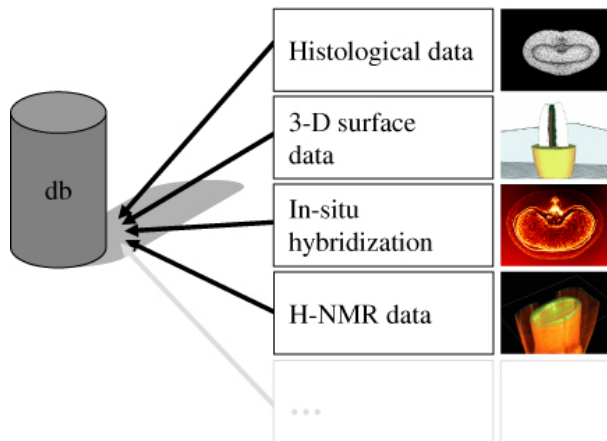 Histological data
3-D surface
data
db
In-situ
hybridization
H-NMR data
...